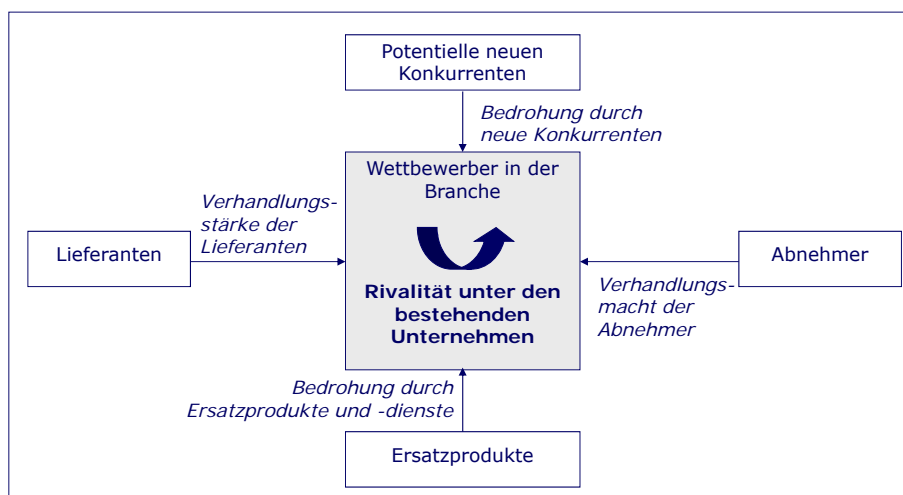 Potentielle neuen
Konkurrenten
Bedrohung durch
neue Konkurrenten
Wettbewerber in der
Branche
Verhandlungs-
stärke der
Lieferanten
Lieferanten
Abnehmer
Rivalität unter den
bestehenden
Unternehmen
Verhandlungs-
macht der
Abnehmer
Bedrohung durch
Ersatzprodukte und -dienste
Ersatzprodukte